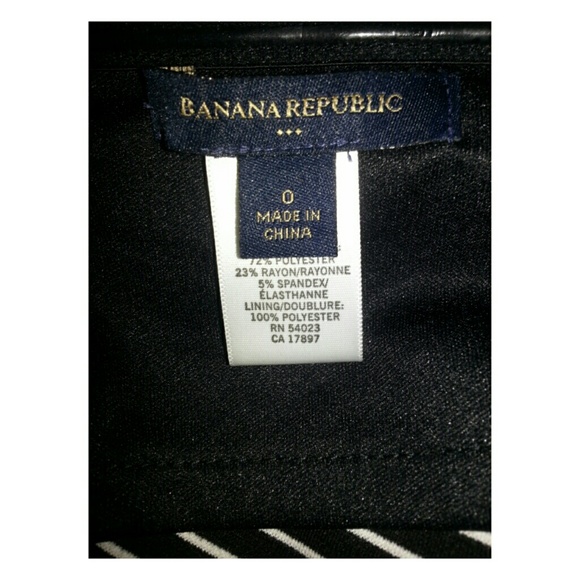 BANANA REPUBLIC
0
MADE IN
CHINA
72% POLYESTER
23% RAYON/RAYONNE
5% SPANDEX/
ÉLASTHANNE
LINING/DOUBLURE:
100% POLYESTER
RN 54023
CA 17897